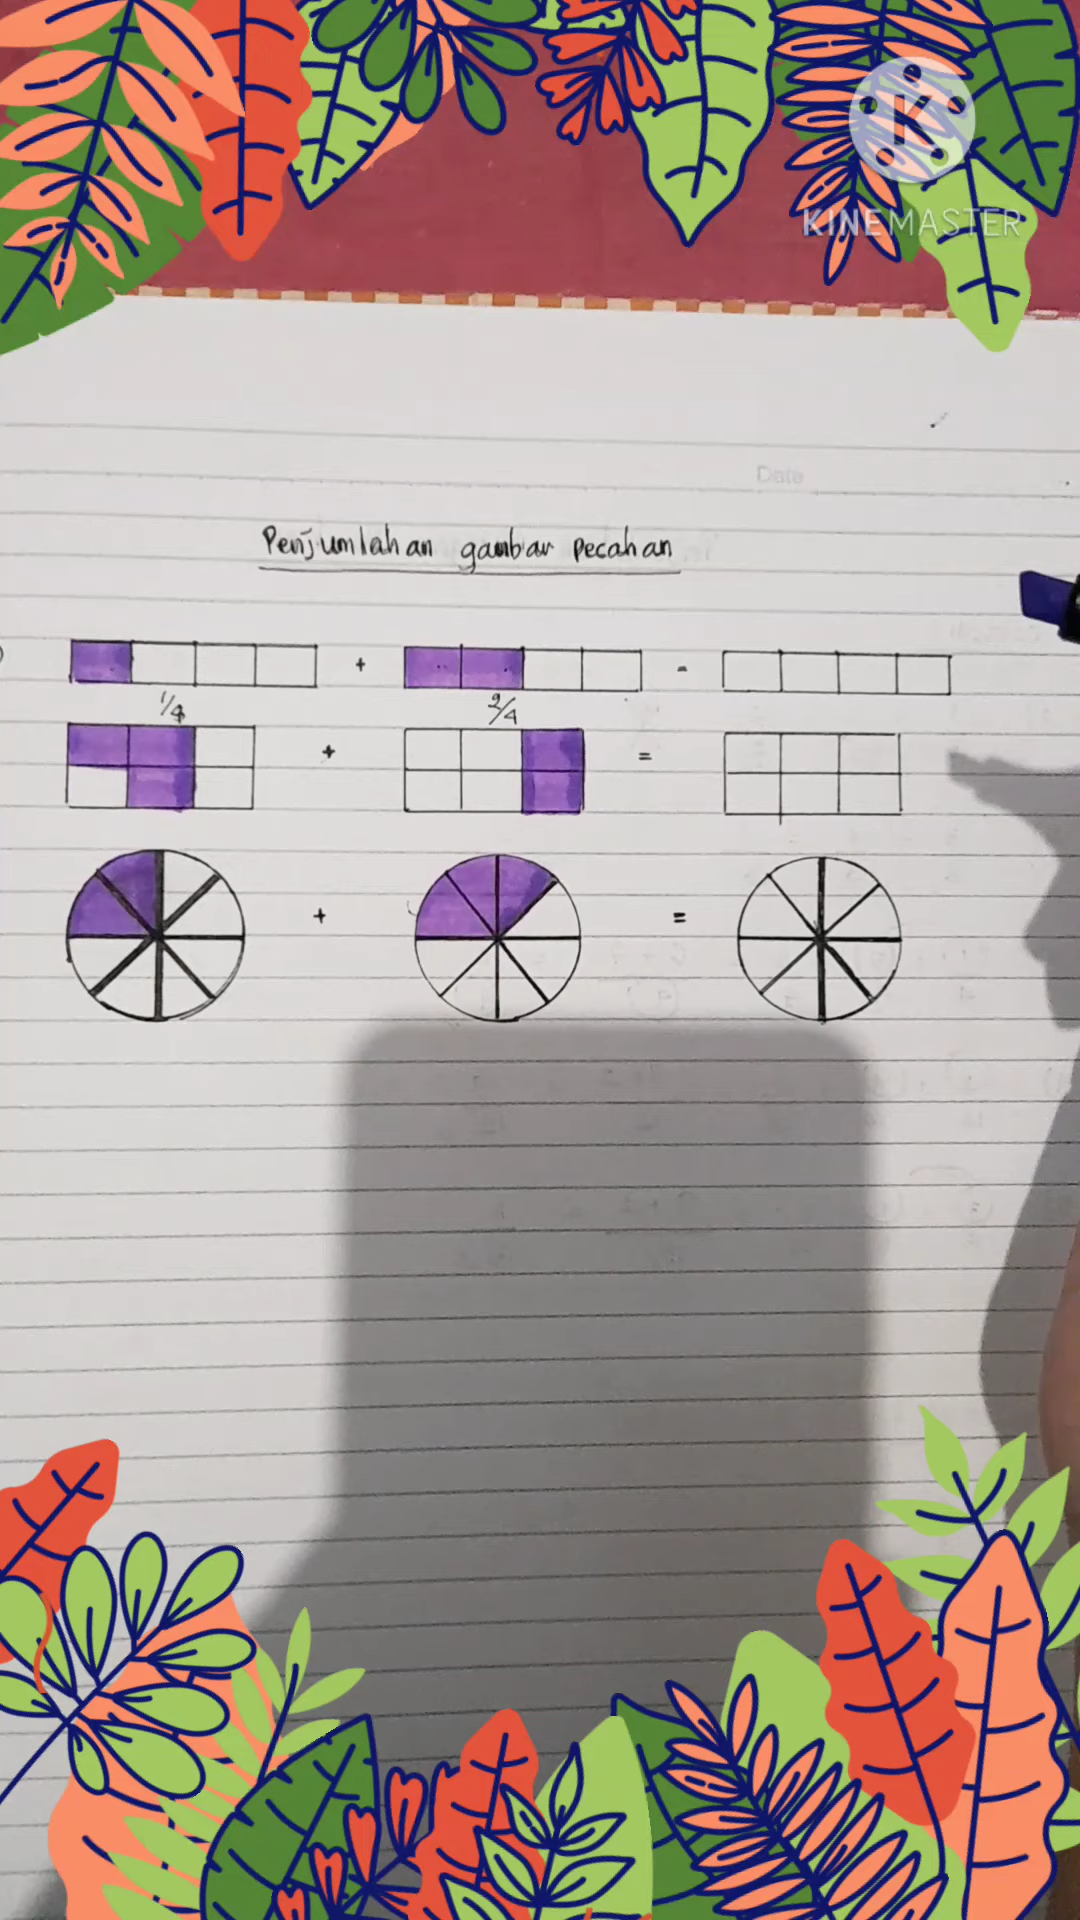 K
KINEMASTER
Date
Penjumlahan gambar pecahan
+ =
1/4 2/4
+ =
+ =